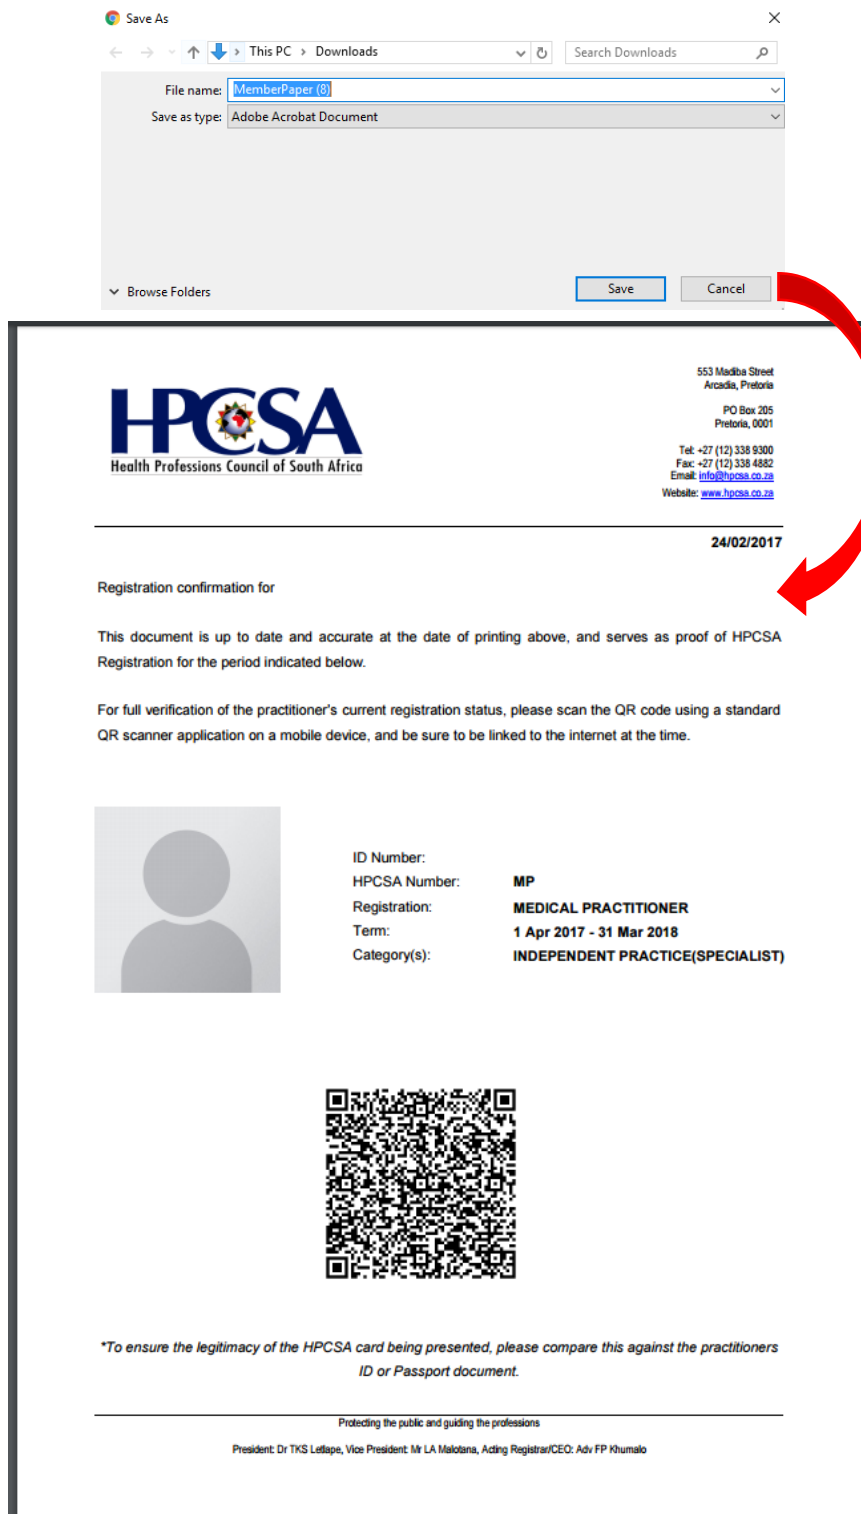 Save As
This PC > Downloads
Search Downloads
File name: MemberPaper (8)
Save as type: Adobe Acrobat Document
Browse Folders
Save
Cancel
HPCSA
Health Professions Council of South Africa
553 Madiba Street
Arcadia, Pretoria
PO Box 205
Pretoria, 0001
Tel: +27 (12) 338 9300
Fax: +27 (12) 338 4882
Email: info@hpcsa.co.za
Website: www.hpcsa.co.za
24/02/2017
Registration confirmation for
This document is up to date and accurate at the date of printing above, and serves as proof of HPCSA
Registration for the period indicated below.
For full verification of the practitioner's current registration status, please scan the QR code using a standard
QR scanner application on a mobile device, and be sure to be linked to the internet at the time.
ID Number:
HPCSA Number: MP
Registration: MEDICAL PRACTITIONER
Term: 1 Apr 2017 - 31 Mar 2018
Category(s): INDEPENDENT PRACTICE(SPECIALIST)
*To ensure the legitimacy of the HPCSA card being presented, please compare this against the practitioners
ID or Passport document.
Protecting the public and guiding the professions
President: Dr TKS Letlape, Vice President: Mr LA Malotana, Acting Registrar/CEO: Adv FP Khumalo